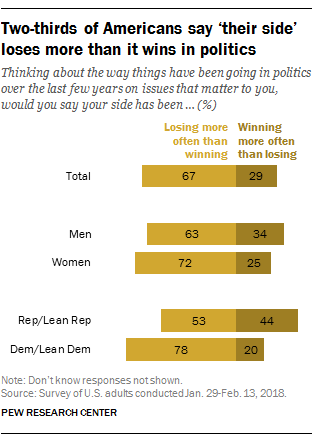 Two-thirds of Americans say ‘their side’
loses more than it wins in politics
Thinking about the way things have been going in politics
over the last few years on issues that matter to you,
would you say your side has been ... (%)
Losing more often than winning
Winning more often than losing
Total 67 29
Men 63 34
Women 72 25
Rep/Lean Rep 53 44
Dem/Lean Dem 78 20
Note: Don’t know responses not shown.
Source: Survey of U.S. adults conducted Jan. 29-Feb. 13, 2018.
PEW RESEARCH CENTER